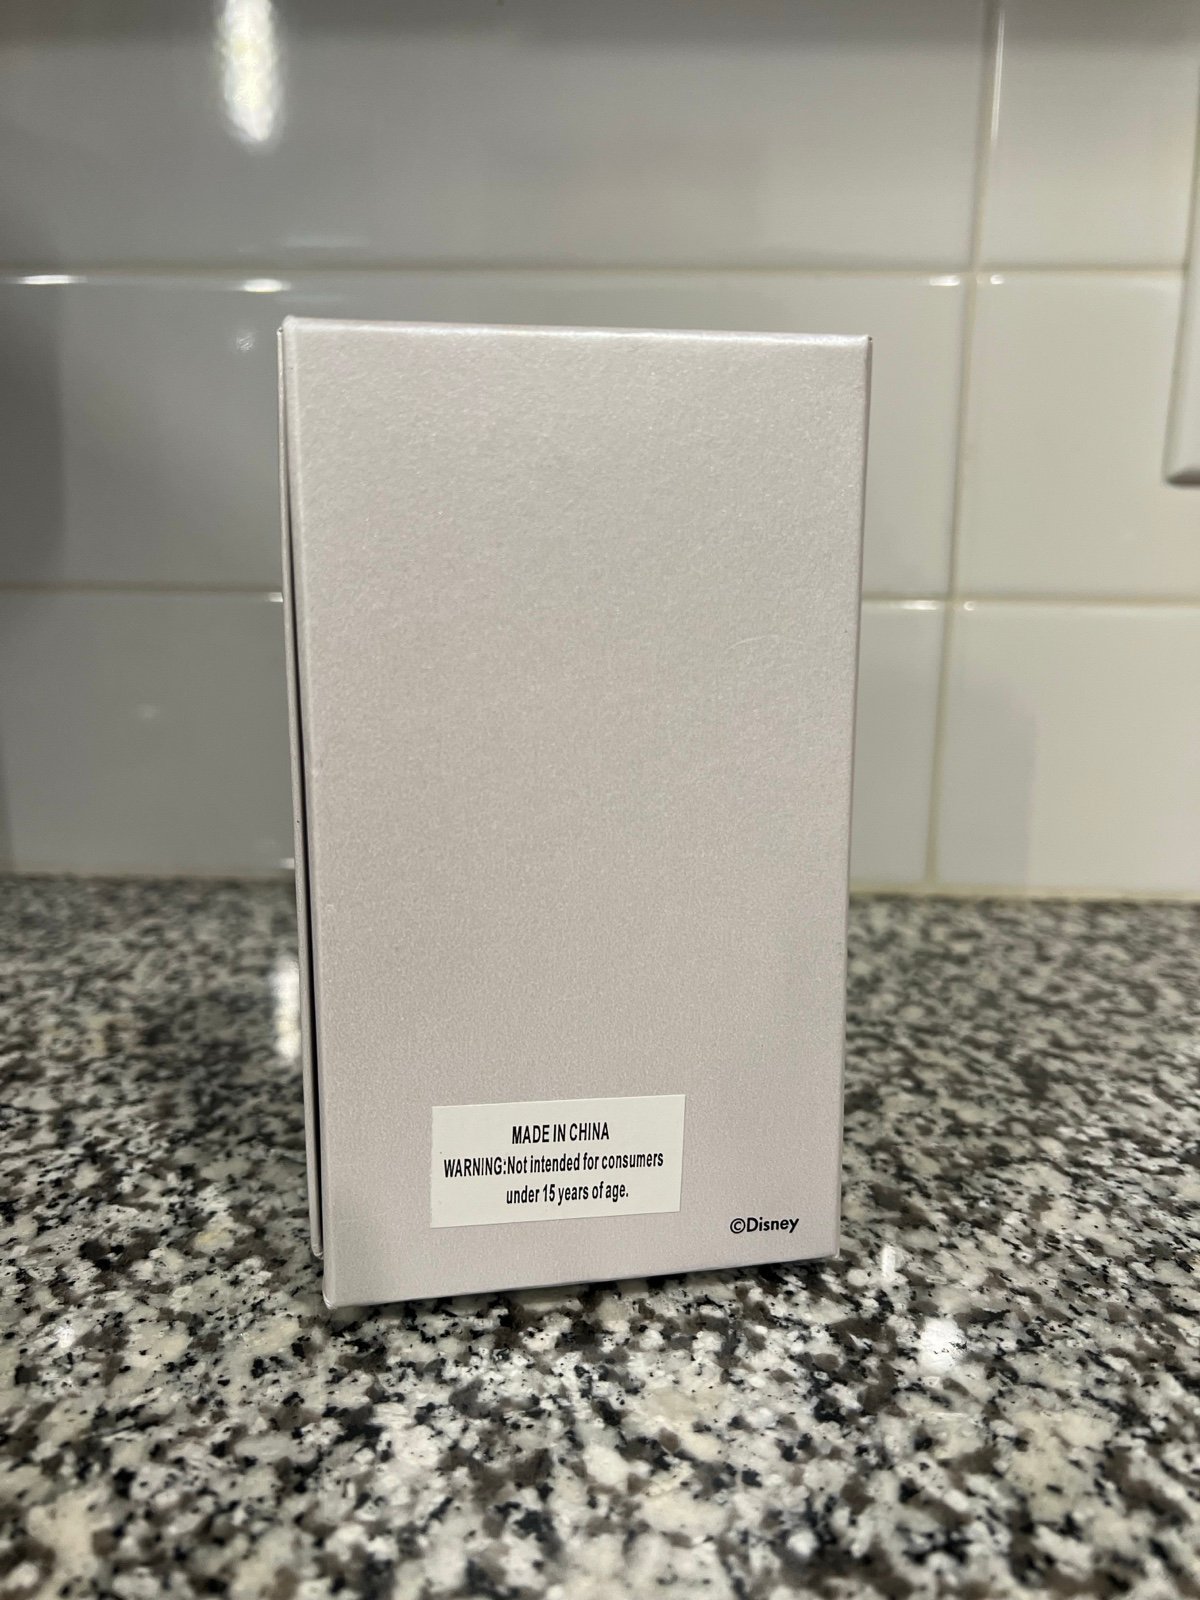 MADE IN CHINA
WARNING:Not intended for consumers
under 15 years of age.
©Disney